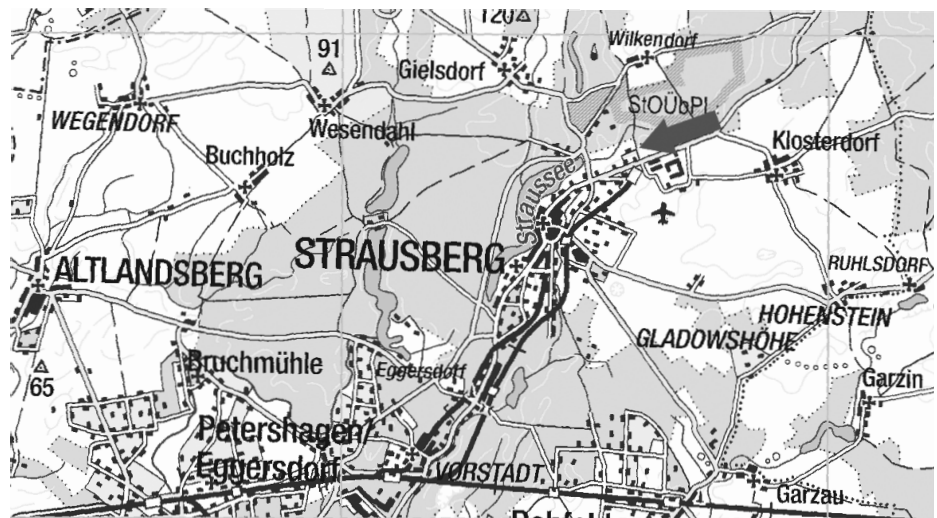 120
Wilkendorf
91
Gielsdorf
StOÜbPl
WEGENDORF
Wesendahl
Klosterdorf
Buchholz
Straussee
STRAUSBERG
RUHLSDORF
ALTLANDSBERG
HOHENSTEIN
GLADOWSHÖHE
Bruchmühle
Eggersdorf
65
Garzin
Petershagen/
Eggersdorf
VORSTADT
Garzau